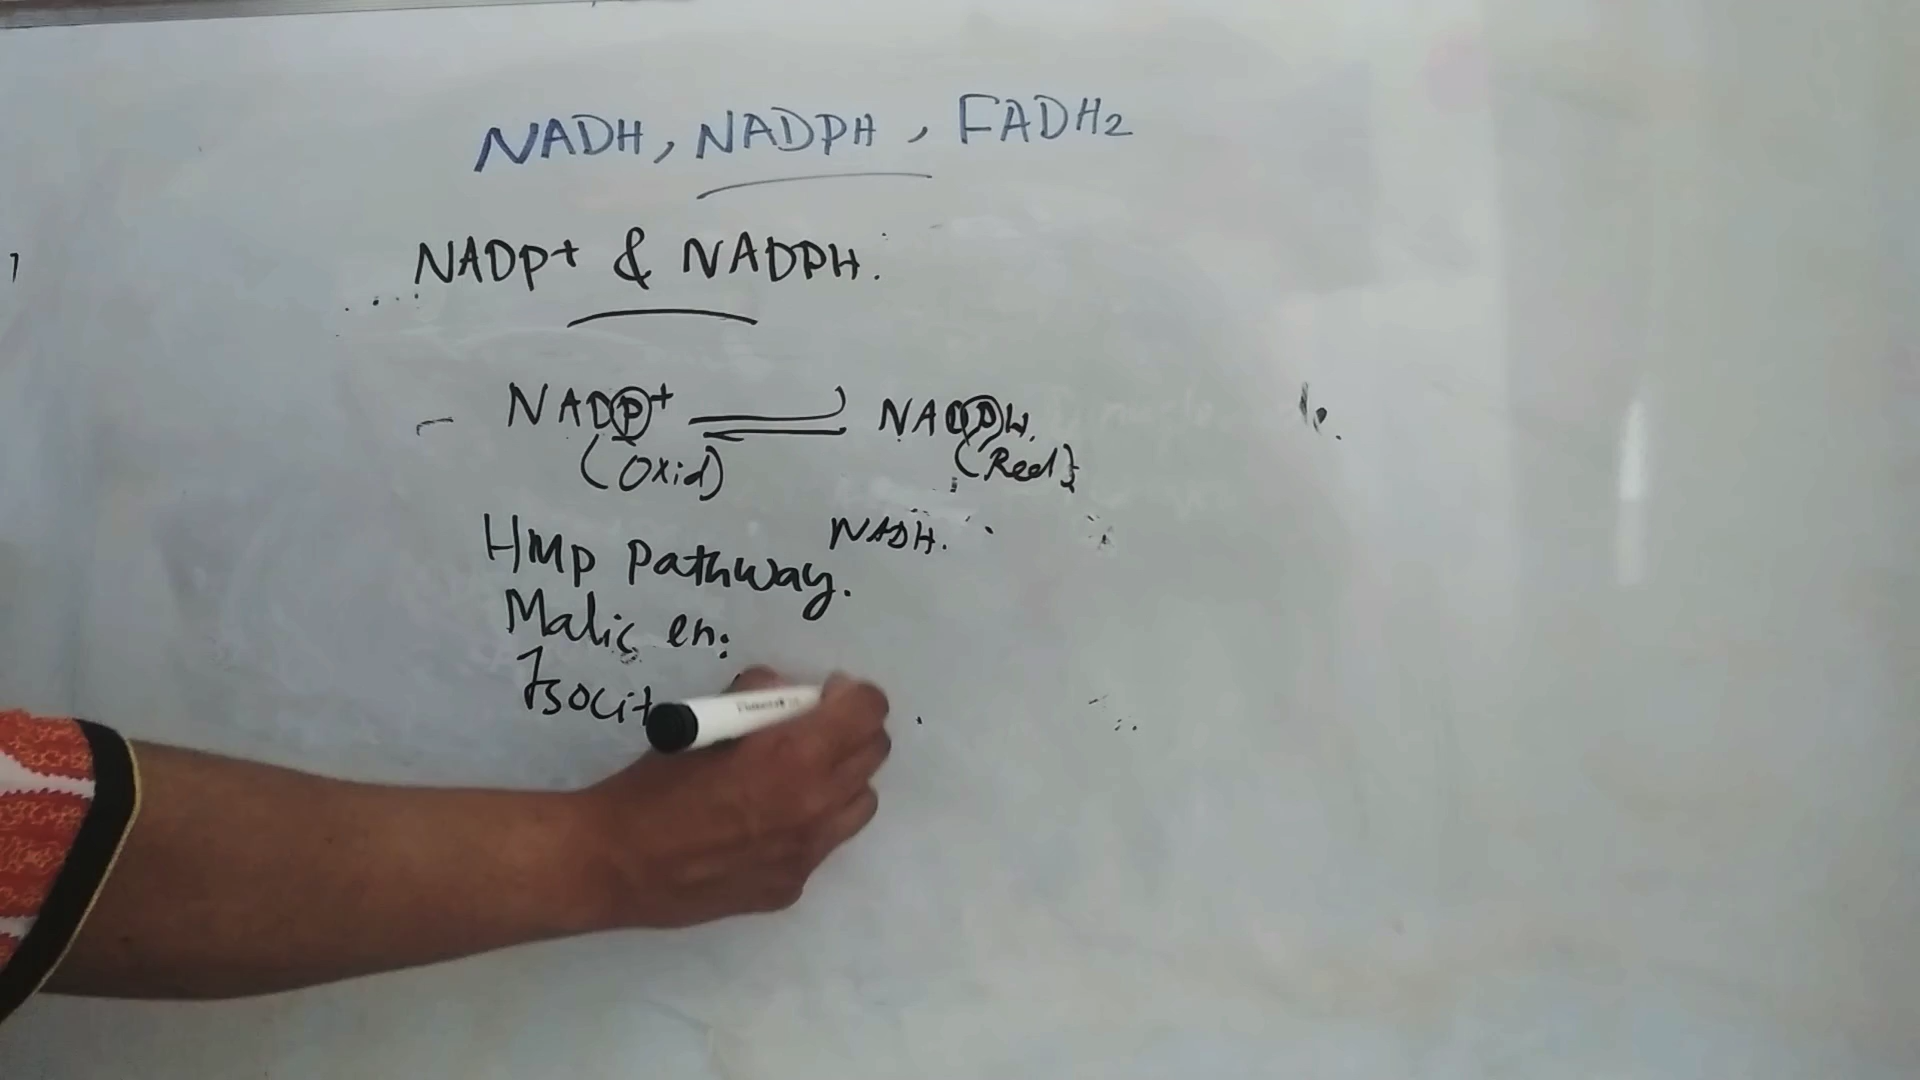 NADH, NADPH, FADH2
NADP+ & NADPH.
NADP+ ⇌ NADPH.
(Oxid) (Red)
NADH.
HMP Pathway.
Malic en:
Isocit